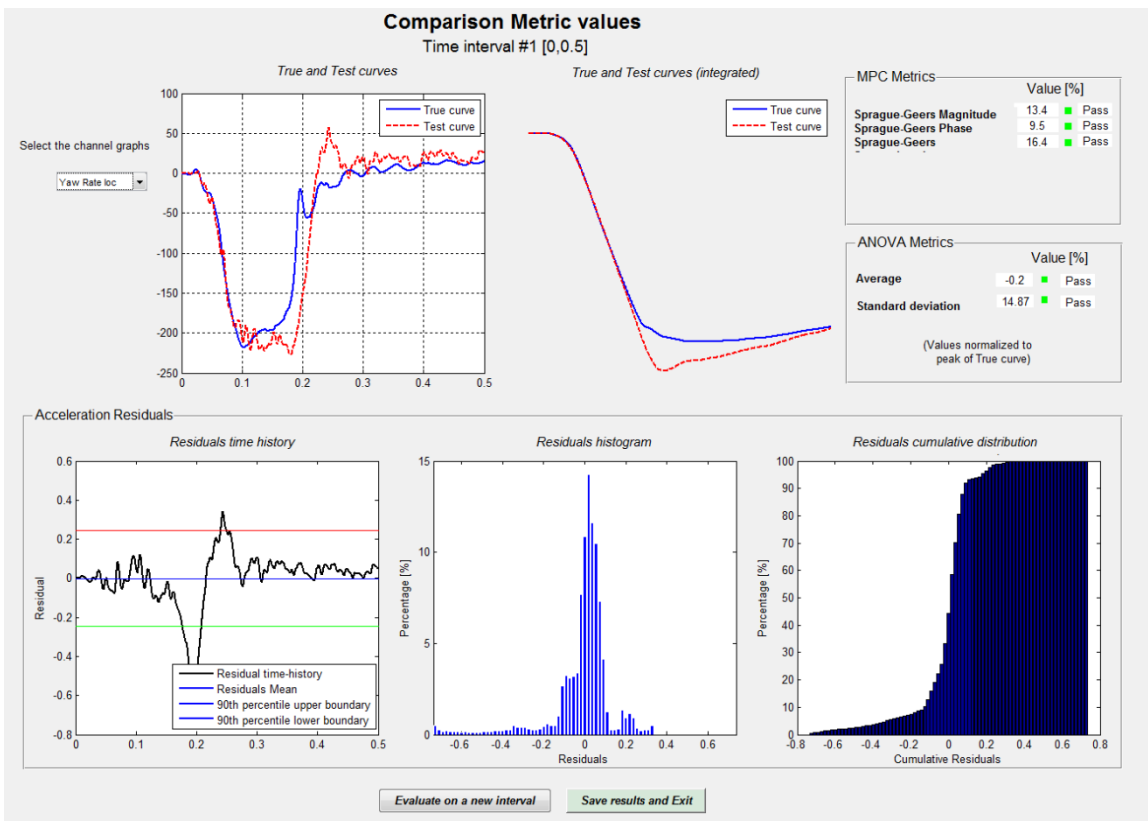 Comparison Metric values
Time interval #1 [0,0.5]
True and Test curves
True and Test curves (integrated)
Select the channel graphs
Yaw Rate loc
100
50
0
-50
-100
-150
-200
-250
0 0.1 0.2 0.3 0.4 0.5
True curve
Test curve
True curve
Test curve
MPC Metrics
Value [%]
Sprague-Geers Magnitude 13.4 Pass
Sprague-Geers Phase 9.5 Pass
Sprague-Geers 16.4 Pass
ANOVA Metrics
Value [%]
Average -0.2 Pass
Standard deviation 14.87 Pass
(Values normalized to
peak of True curve)
Acceleration Residuals
Residuals time history
Residual
0.6
0.4
0.2
0
-0.2
-0.4
-0.6
-0.8
0 0.1 0.2 0.3 0.4 0.5
Residual time-history
Residuals Mean
90th percentile upper boundary
90th percentile lower boundary
Residuals histogram
Percentage [%]
15
10
5
0
-0.6 -0.4 -0.2 0 0.2 0.4 0.6
Residuals
Residuals cumulative distribution
Percentage [%]
100
90
80
70
60
50
40
30
20
10
0
-0.8 -0.6 -0.4 -0.2 0 0.2 0.4 0.6 0.8
Cumulative Residuals
Evaluate on a new interval
Save results and Exit